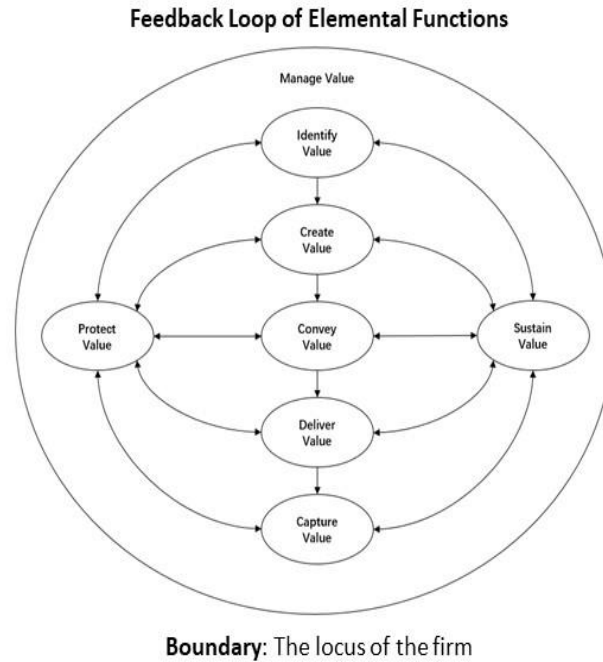 Feedback Loop of Elemental Functions
Manage Value
Identify
Value
Create
Value
Protect
Value
Convey
Value
Sustain
Value
Deliver
Value
Capture
Value
Boundary: The locus of the firm